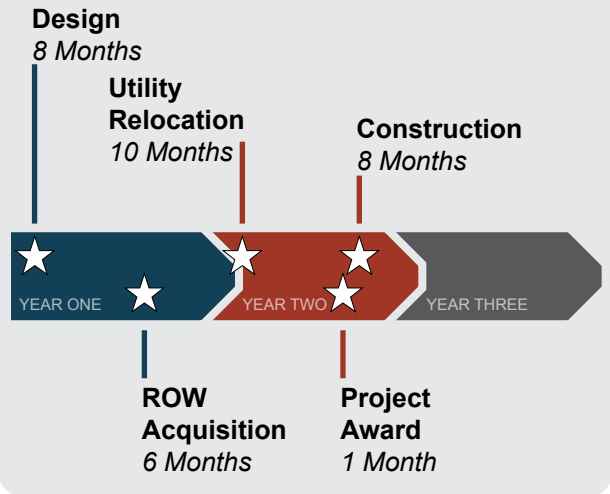 Design
8 Months
Utility
Relocation
10 Months
Construction
8 Months
YEAR ONE
YEAR TWO
YEAR THREE
ROW
Acquisition
6 Months
Project
Award
1 Month